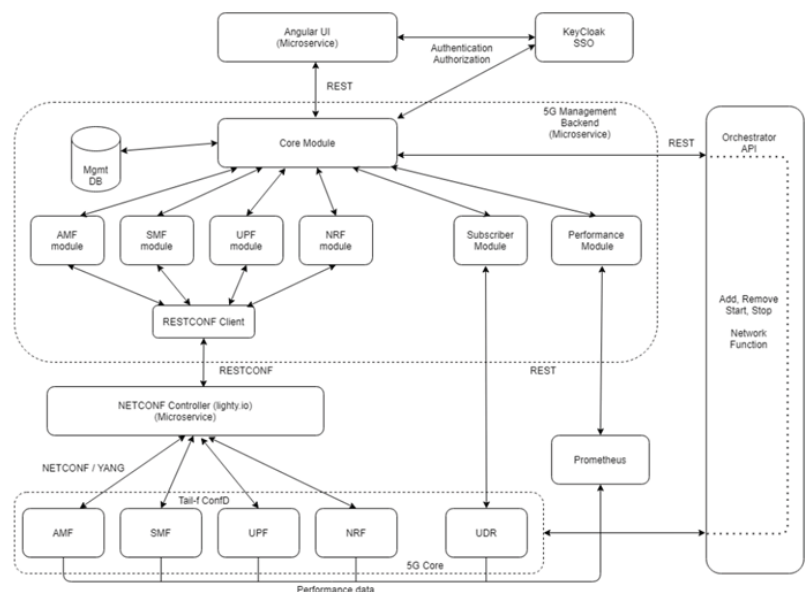 Angular UI
(Microservice)
KeyCloak
SSO
Authentication
Authorization
REST
5G Management
Backend
(Microservice)
Core Module
Mgmt
DB
REST
Orchestrator
API
AMF
module
SMF
module
UPF
module
NRF
module
Subscriber
Module
Performance
Module
RESTCONF Client
Add, Remove
Start, Stop
Network
Function
RESTCONF
REST
NETCONF Controller (lighty.io)
(Microservice)
NETCONF / YANG
Prometheus
Tail-f ConfD
AMF
SMF
UPF
NRF
UDR
5G Core
Performance data